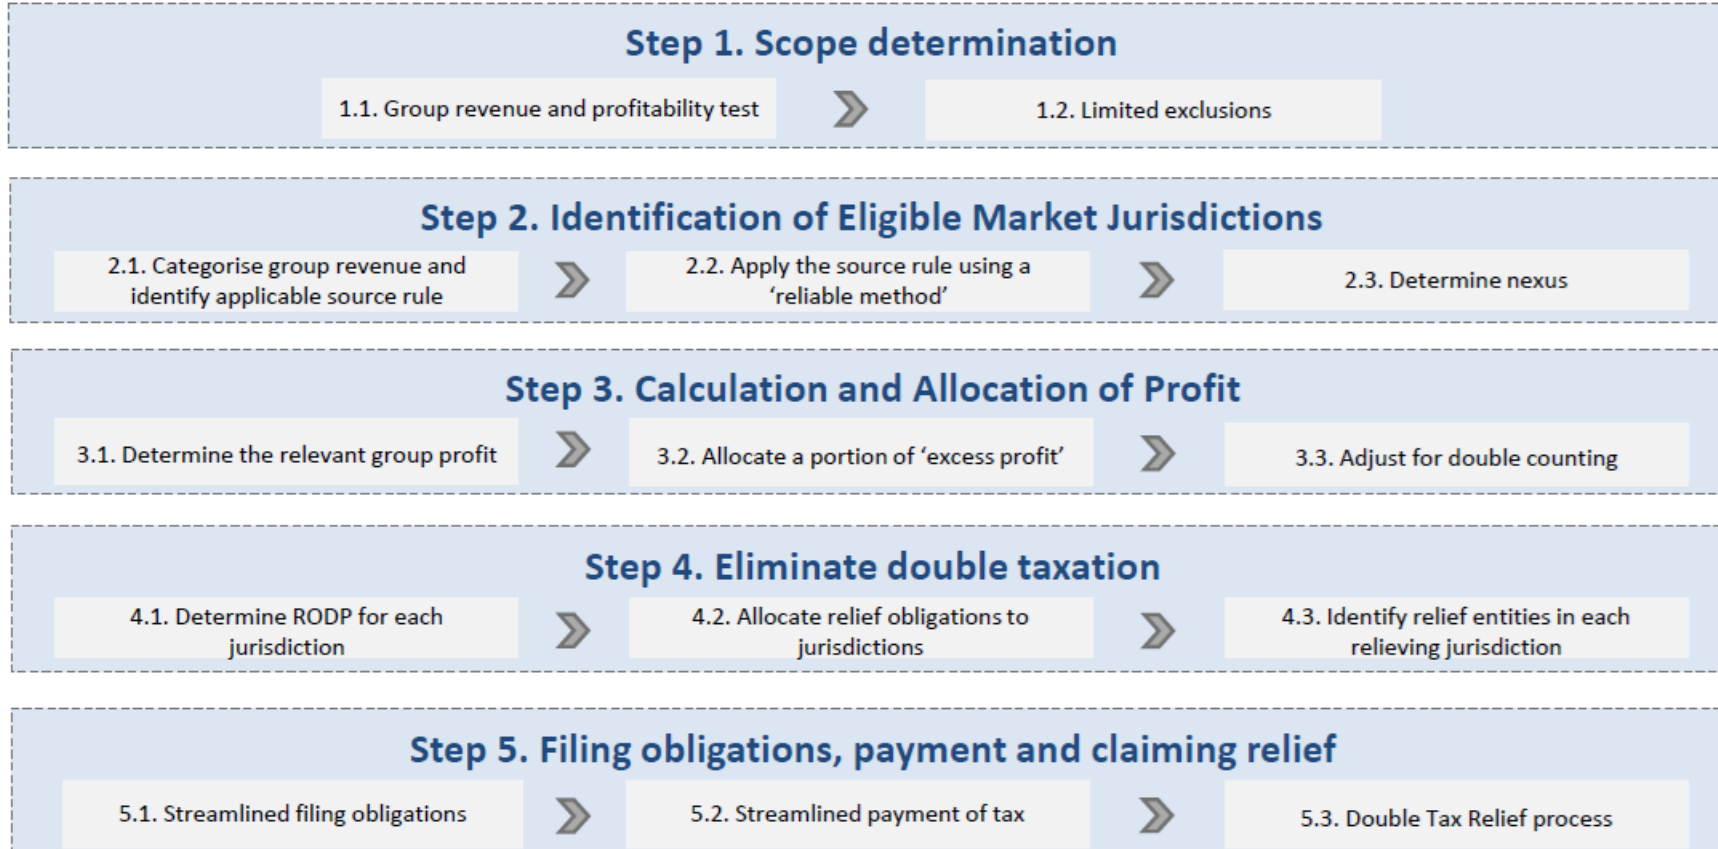 Step 1. Scope determination
1.1. Group revenue and profitability test
1.2. Limited exclusions
Step 2. Identification of Eligible Market Jurisdictions
2.1. Categorise group revenue and
identify applicable source rule
2.2. Apply the source rule using a
‘reliable method’
2.3. Determine nexus
Step 3. Calculation and Allocation of Profit
3.1. Determine the relevant group profit
3.2. Allocate a portion of ‘excess profit’
3.3. Adjust for double counting
Step 4. Eliminate double taxation
4.1. Determine RODP for each
jurisdiction
4.2. Allocate relief obligations to
jurisdictions
4.3. Identify relief entities in each
relieving jurisdiction
Step 5. Filing obligations, payment and claiming relief
5.1. Streamlined filing obligations
5.2. Streamlined payment of tax
5.3. Double Tax Relief process